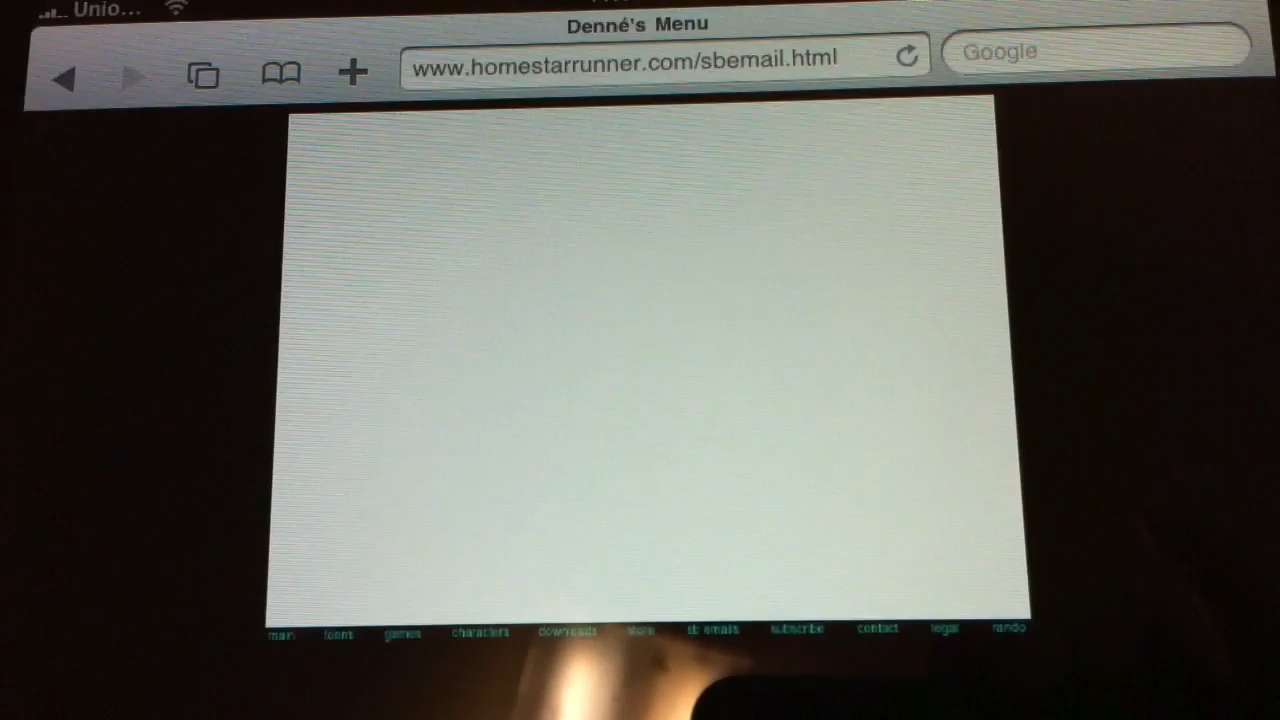 Unio...
Denné's Menu
www.homestarrunner.com/sbemail.html
Google
main toons games characters downloads store sb emails subscribe contact legal rando